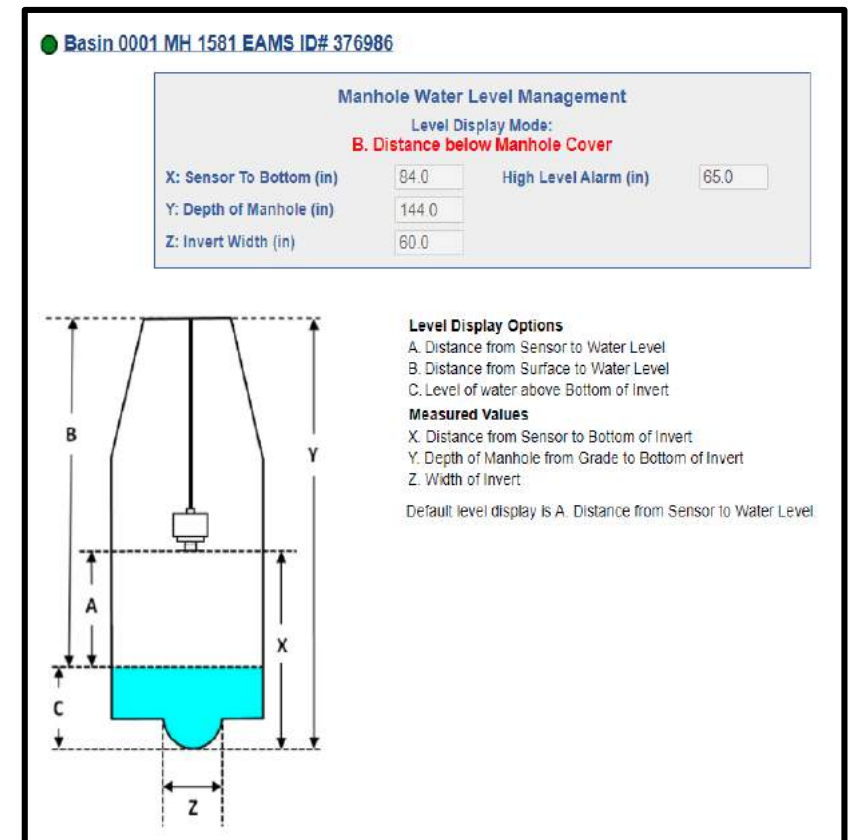 Basin 0001 MH 1581 EAMS ID# 376986
Manhole Water Level Management
Level Display Mode:
B. Distance below Manhole Cover
X: Sensor To Bottom (in) 84.0 High Level Alarm (in) 65.0
Y: Depth of Manhole (in) 144.0
Z: Invert Width (in) 60.0
Level Display Options
A. Distance from Sensor to Water Level
B. Distance from Surface to Water Level
C. Level of water above Bottom of Invert
Measured Values
X. Distance from Sensor to Bottom of Invert
Y. Depth of Manhole from Grade to Bottom of Invert
Z. Width of Invert
Default level display is A. Distance from Sensor to Water Level
B
Y
A
X
C
Z